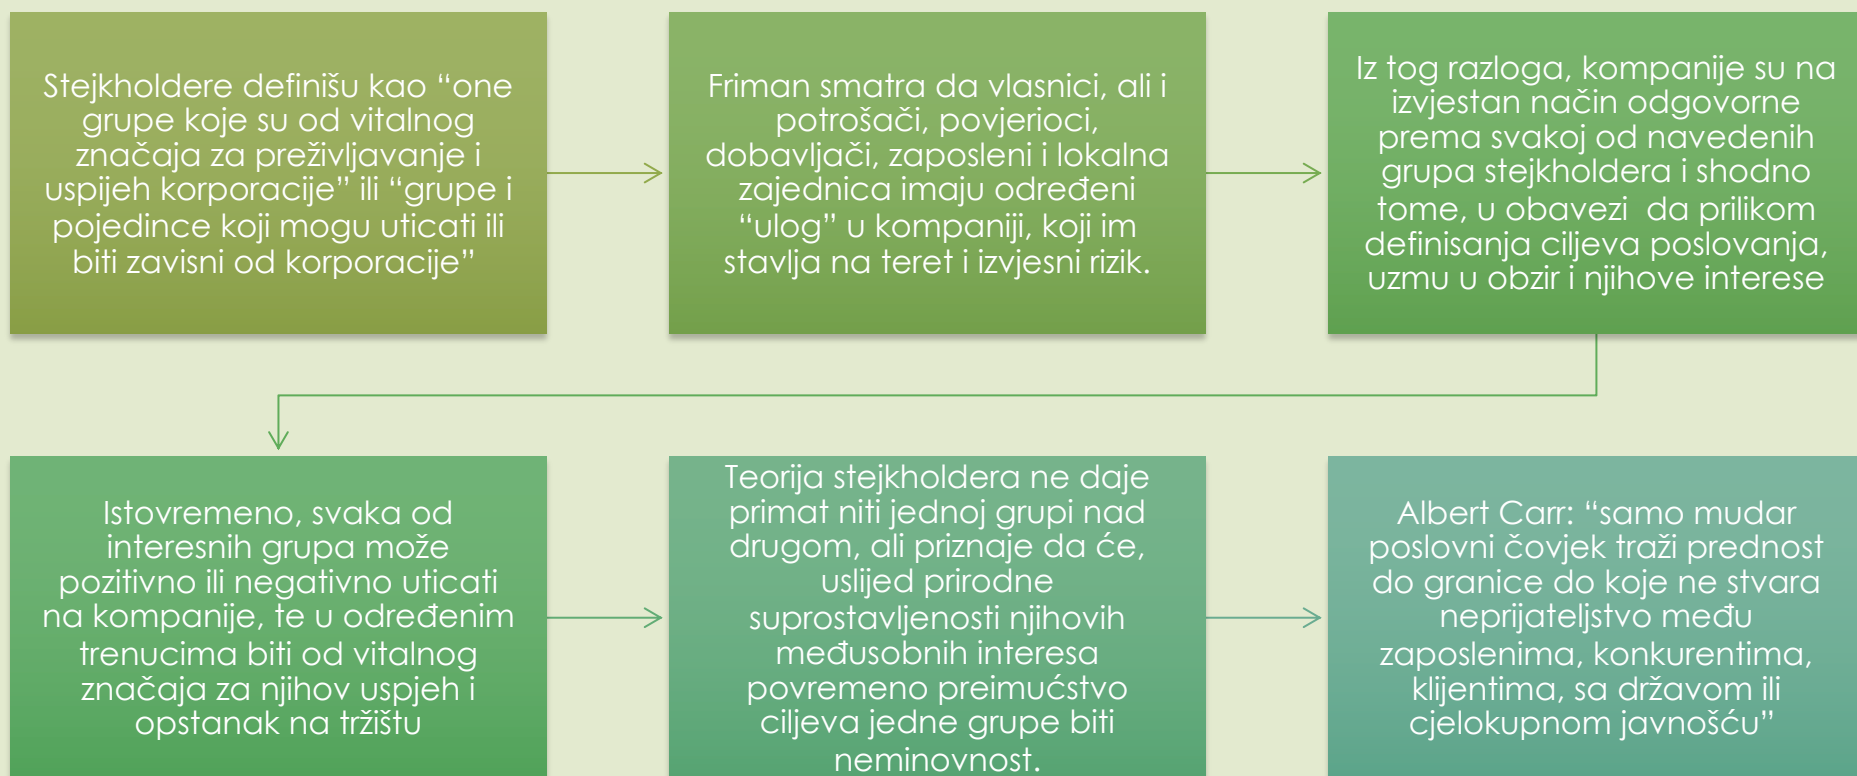 Stejkholdere definišu kao “one
grupe koje su od vitalnog
značaja za preživljavanje i
uspijeh korporacije” ili “grupe i
pojedince koji mogu uticati ili
biti zavisni od korporacije”
Friman smatra da vlasnici, ali i
potrošači, povjerioci,
dobavljači, zaposleni i lokalna
zajednica imaju određeni
“ulog” u kompaniji, koji im
stavlja na teret i izvjesni rizik.
Iz tog razloga, kompanije su na
izvjestan način odgovorne
prema svakoj od navedenih
grupa stejkholdera i shodno
tome, u obavezi da prilikom
definisanja ciljeva poslovanja,
uzmu u obzir i njihove interese
Istovremeno, svaka od
interesnih grupa može
pozitivno ili negativno uticati
na kompanije, te u određenim
trenucima biti od vitalnog
značaja za njihov uspjeh i
opstanak na tržištu
Teorija stejkholdera ne daje
primat niti jednoj grupi nad
drugom, ali priznaje da će,
uslijed prirodne
suprostavljenosti njihovih
međusobnih interesa
povremeno preimućstvo
ciljeva jedne grupe biti
neminovnost.
Albert Carr: “samo mudar
poslovni čovjek traži prednost
do granice do koje ne stvara
neprijateljstvo među
zaposlenima, konkurentima,
klijentima, sa državom ili
cjelokupnom javnošću”